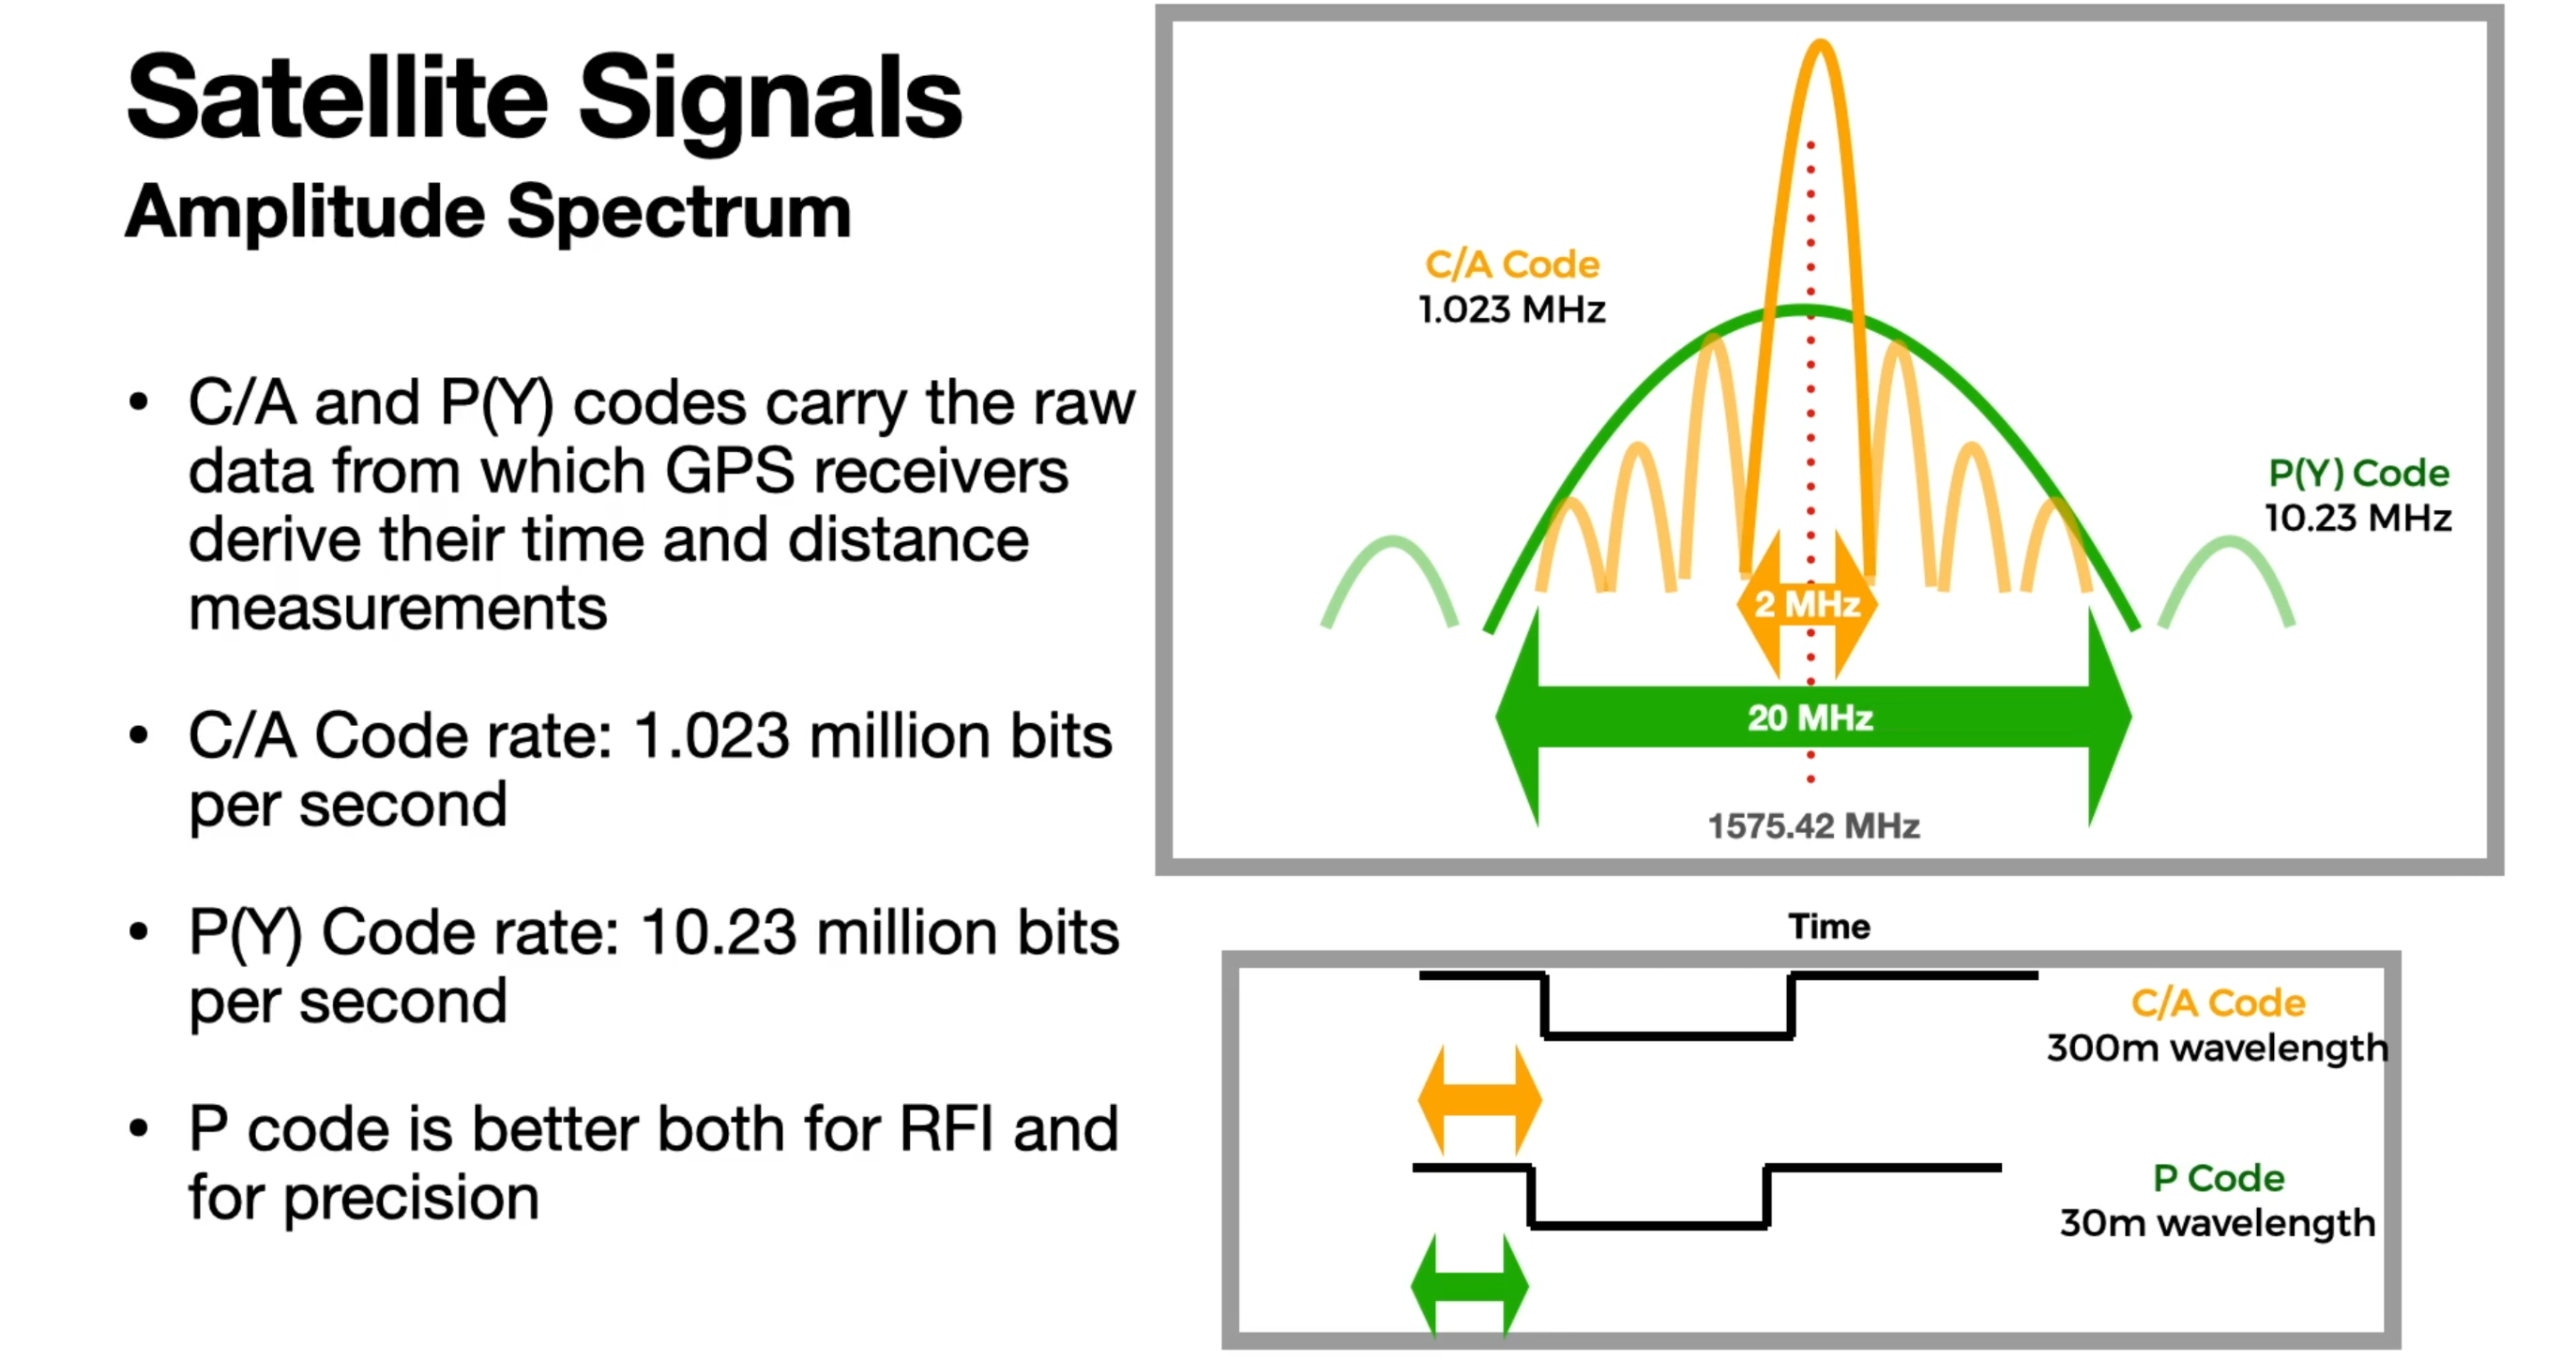 Satellite Signals
Amplitude Spectrum
• C/A and P(Y) codes carry the raw
data from which GPS receivers
derive their time and distance
measurements
• C/A Code rate: 1.023 million bits
per second
• P(Y) Code rate: 10.23 million bits
per second
• P code is better both for RFI and
for precision
C/A Code
1.023 MHz
P(Y) Code
10.23 MHz
2 MHz
20 MHz
1575.42 MHz
Time
C/A Code
300m wavelength
P Code
30m wavelength